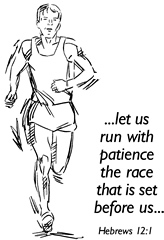 ...let us
run with
patience
the race
that is set
before us...
Hebrews 12:1